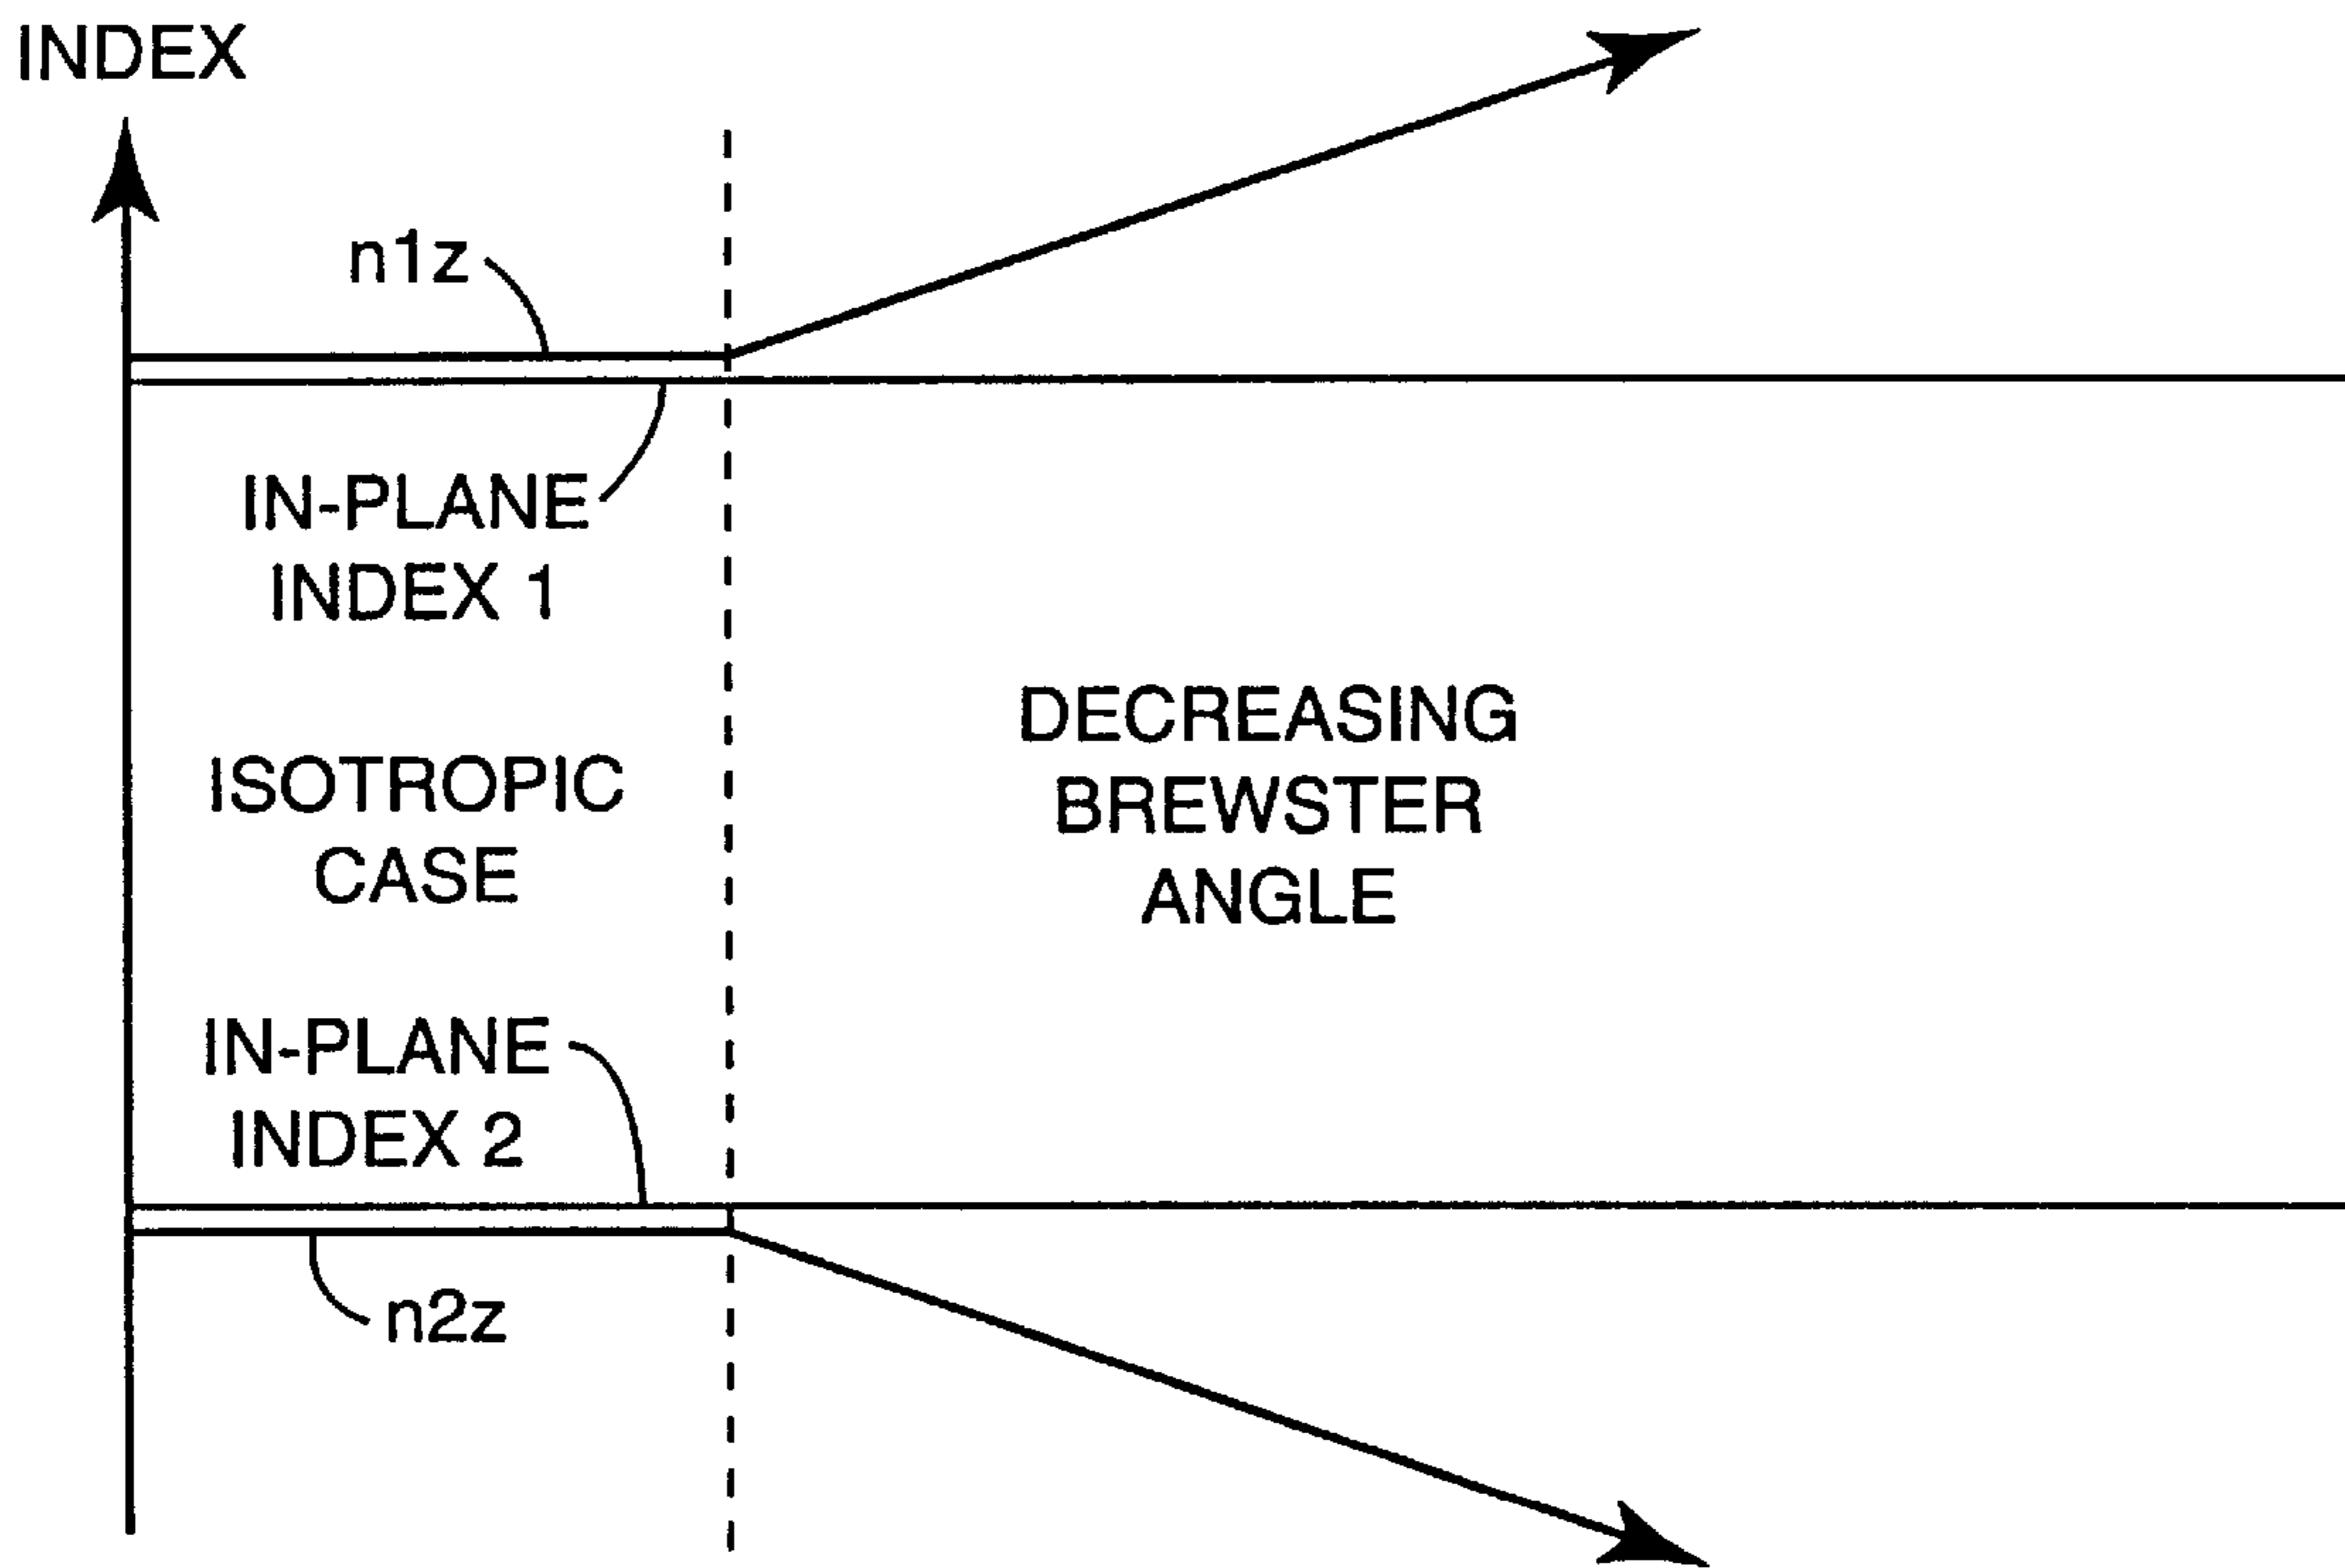 INDEX
n1z
IN-PLANE
INDEX 1
ISOTROPIC
CASE
DECREASING
BREWSTER
ANGLE
IN-PLANE
INDEX 2
n2z